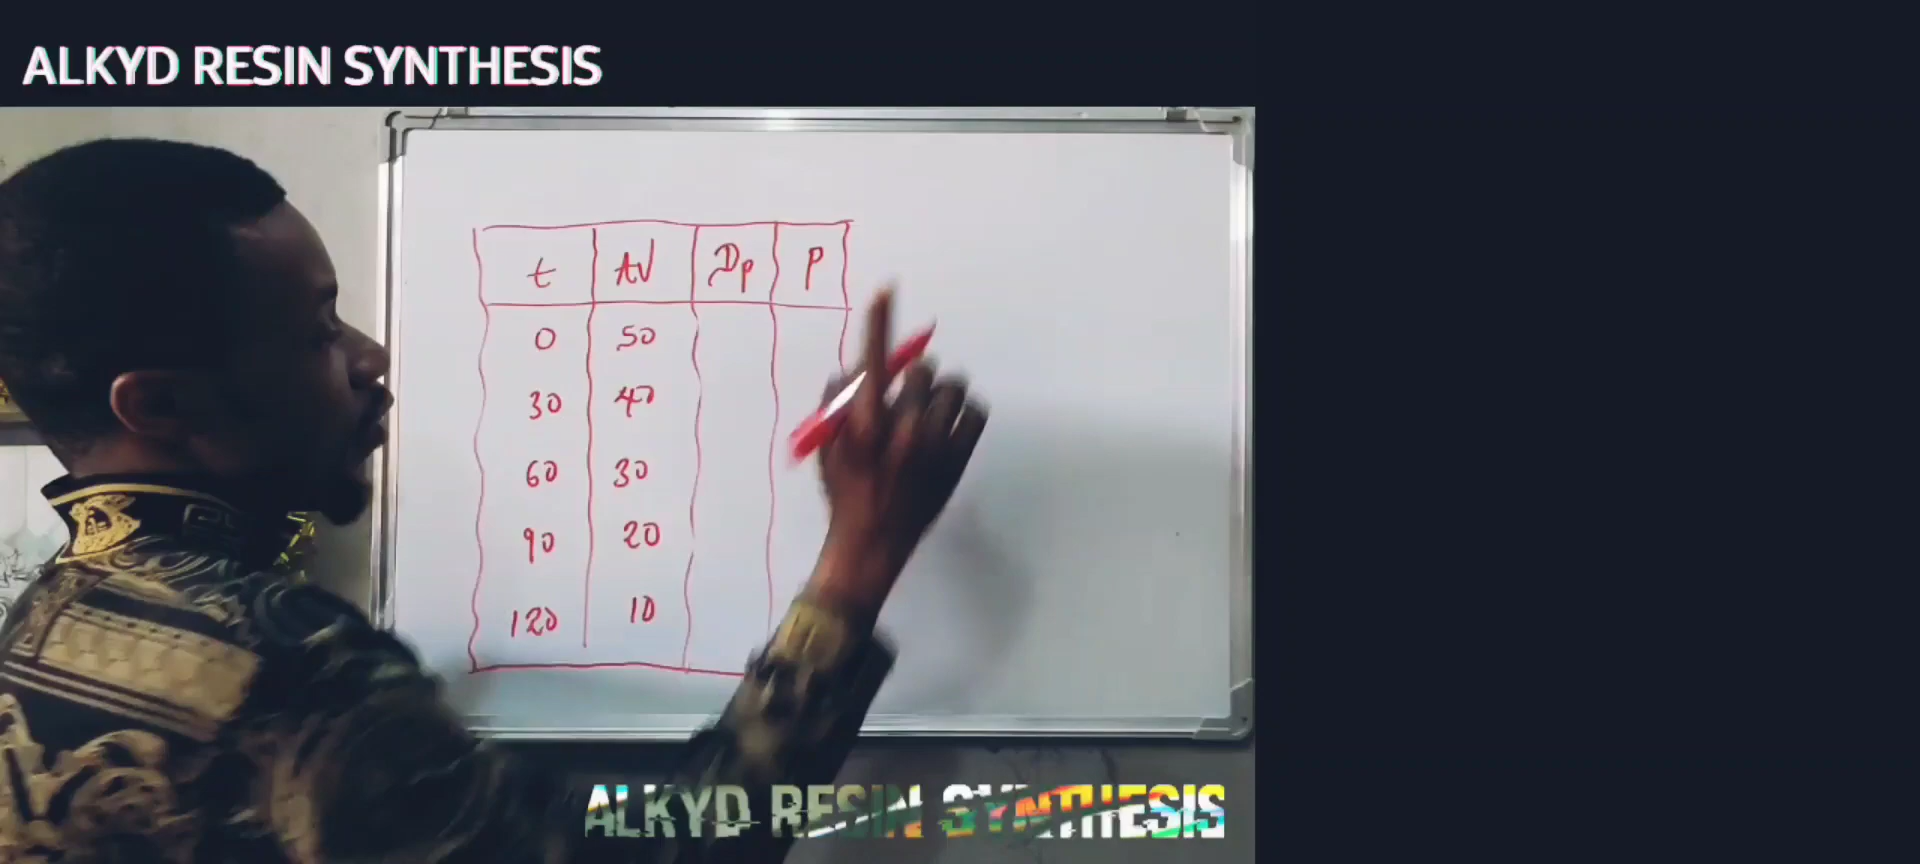 ALKYD RESIN SYNTHESIS
t AV Dp P
0 50
30 40
60 30
90 20
120 10
ALKYD RESIN SYNTHESIS